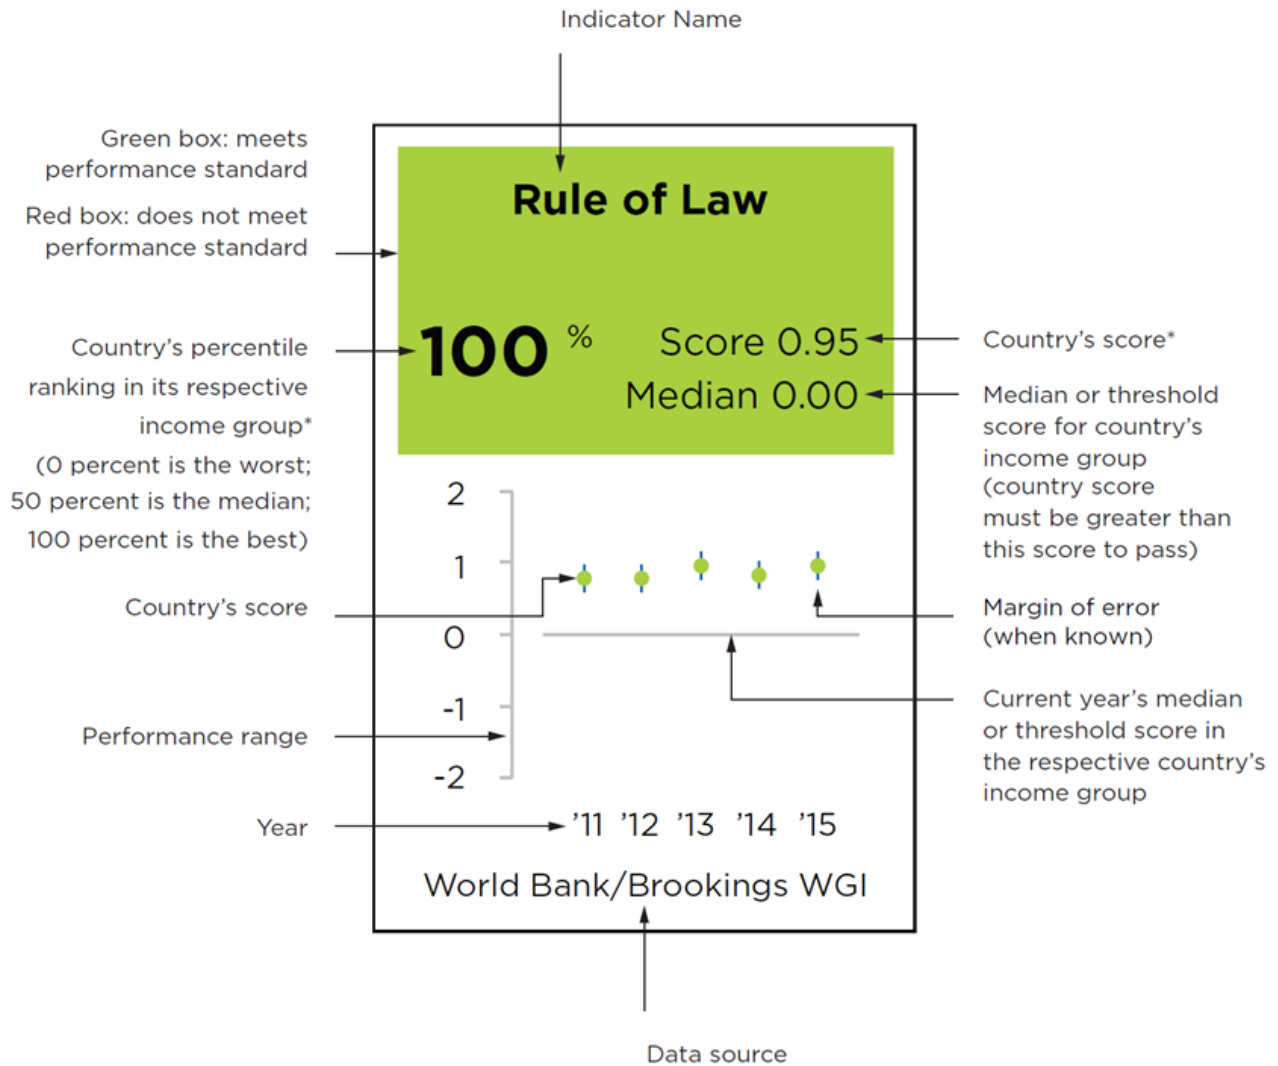 Indicator Name
Green box: meets
performance standard
Red box: does not meet
performance standard
Rule of Law
Country’s percentile
ranking in its respective
income group*
(0 percent is the worst;
50 percent is the median;
100 percent is the best)
100 %
Score 0.95
Median 0.00
Country’s score*
Median or threshold
score for country’s
income group
(country score
must be greater than
this score to pass)
2
1
0
-1
-2
Country’s score
Margin of error
(when known)
Performance range
Current year’s median
or threshold score in
the respective country’s
income group
Year
’11 ’12 ’13 ’14 ’15
World Bank/Brookings WGI
Data source